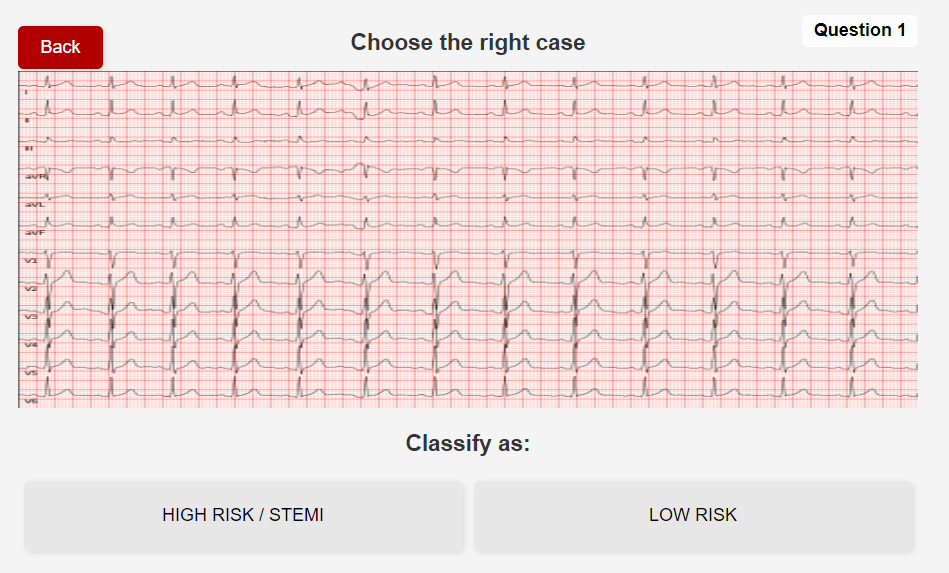 Back
Choose the right case
Question 1
I
II
III
aVR
aVL
aVF
V1
V2
V3
V4
V5
V6
Classify as:
HIGH RISK / STEMI
LOW RISK